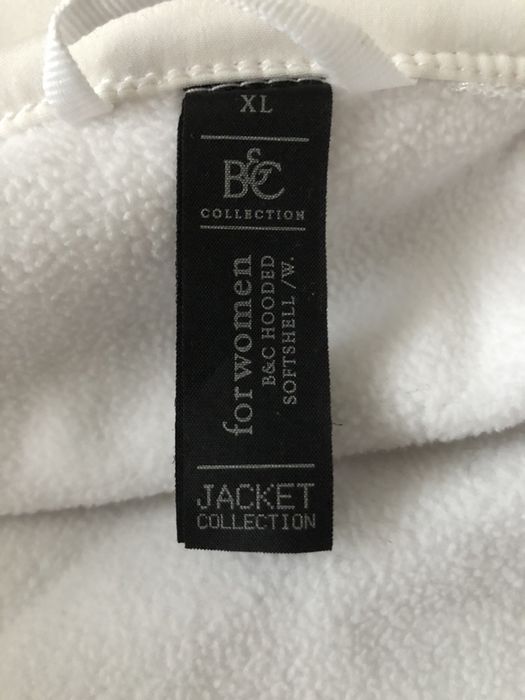 XL
B&C
COLLECTION
for women
B&C HOODED
SOFTSHELL /W.
JACKET
COLLECTION